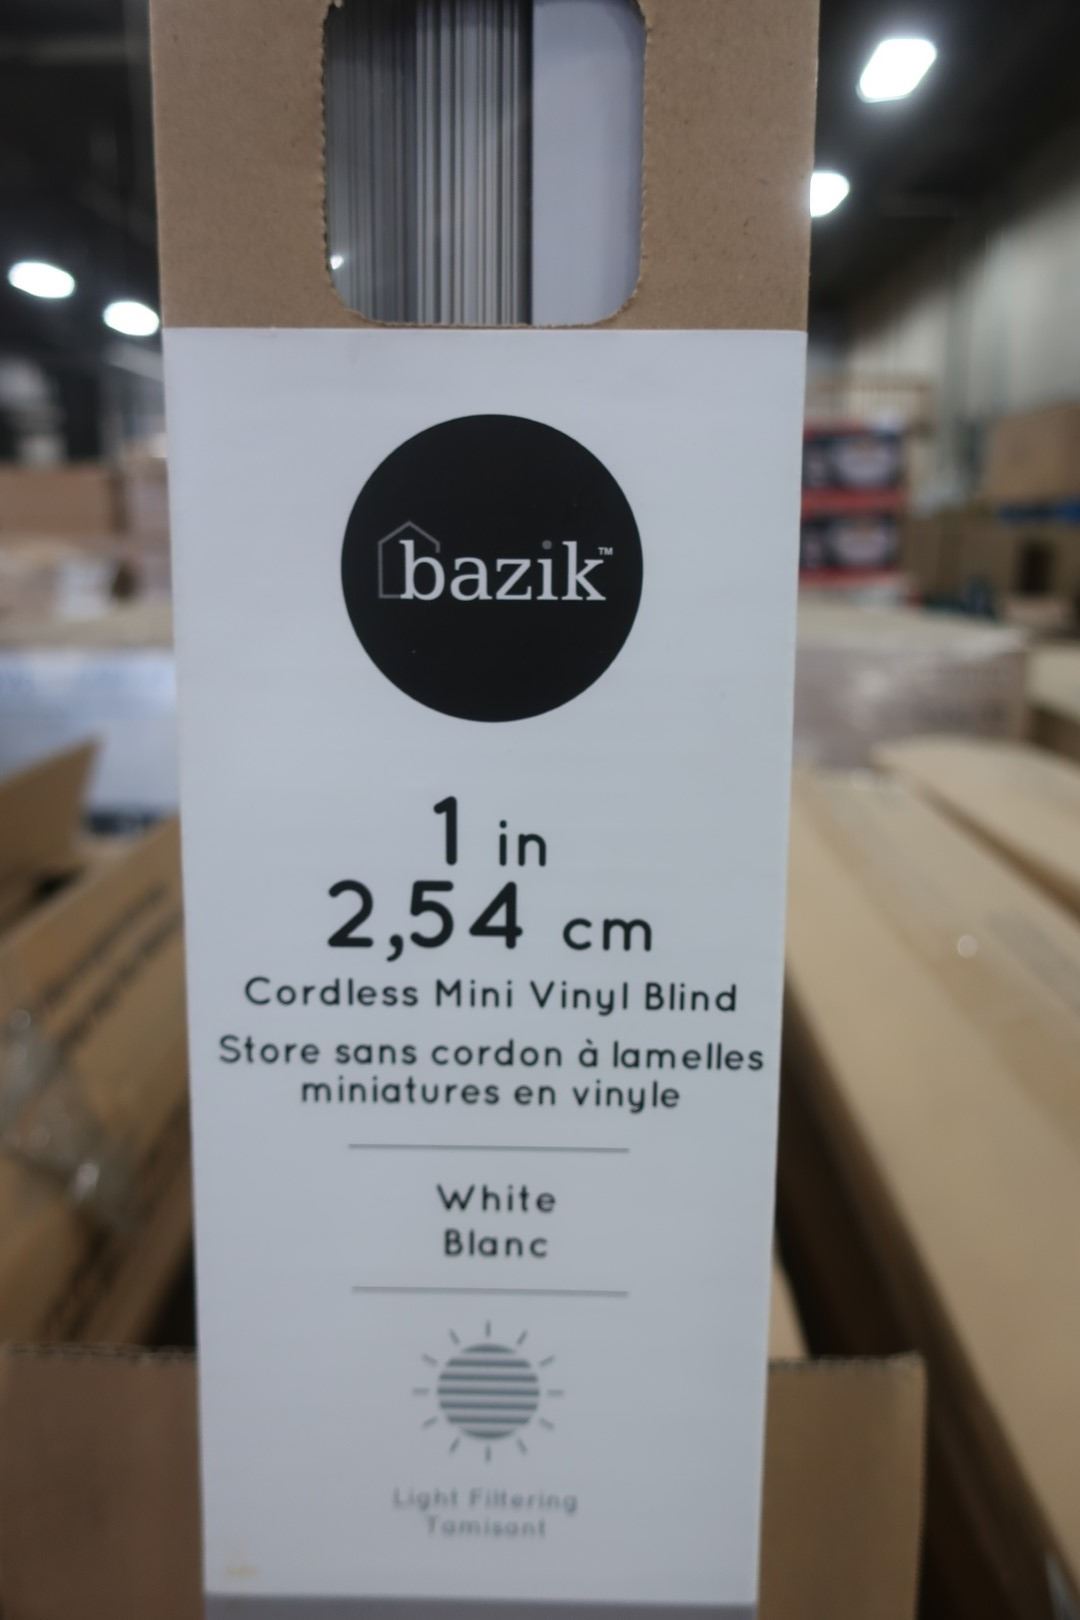 bazik™
1 in
2,54 cm
Cordless Mini Vinyl Blind
Store sans cordon à lamelles
miniatures en vinyle
White
Blanc
Light Filtering
Tamisant